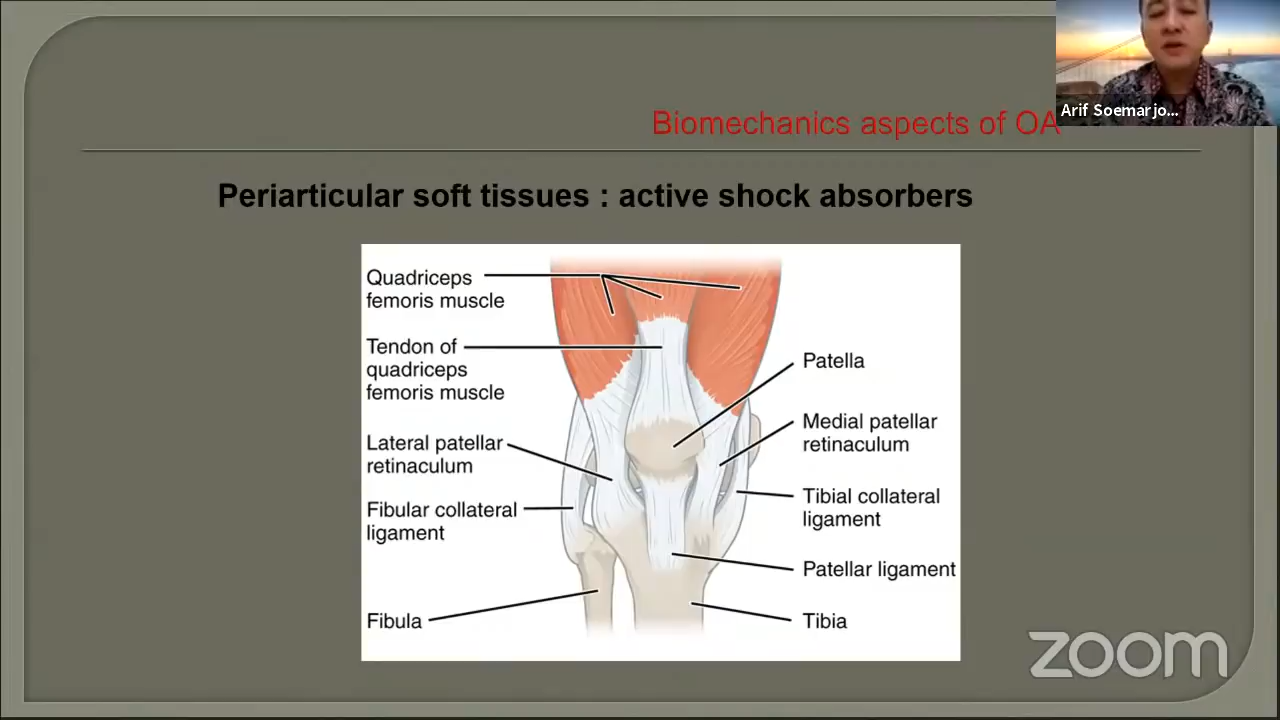 Arif Soemarjo...
Biomechanics aspects of OA
Periarticular soft tissues : active shock absorbers
Quadriceps
femoris muscle
Tendon of
quadriceps
femoris muscle
Lateral patellar
retinaculum
Fibular collateral
ligament
Fibula
Patella
Medial patellar
retinaculum
Tibial collateral
ligament
Patellar ligament
Tibia
zoom